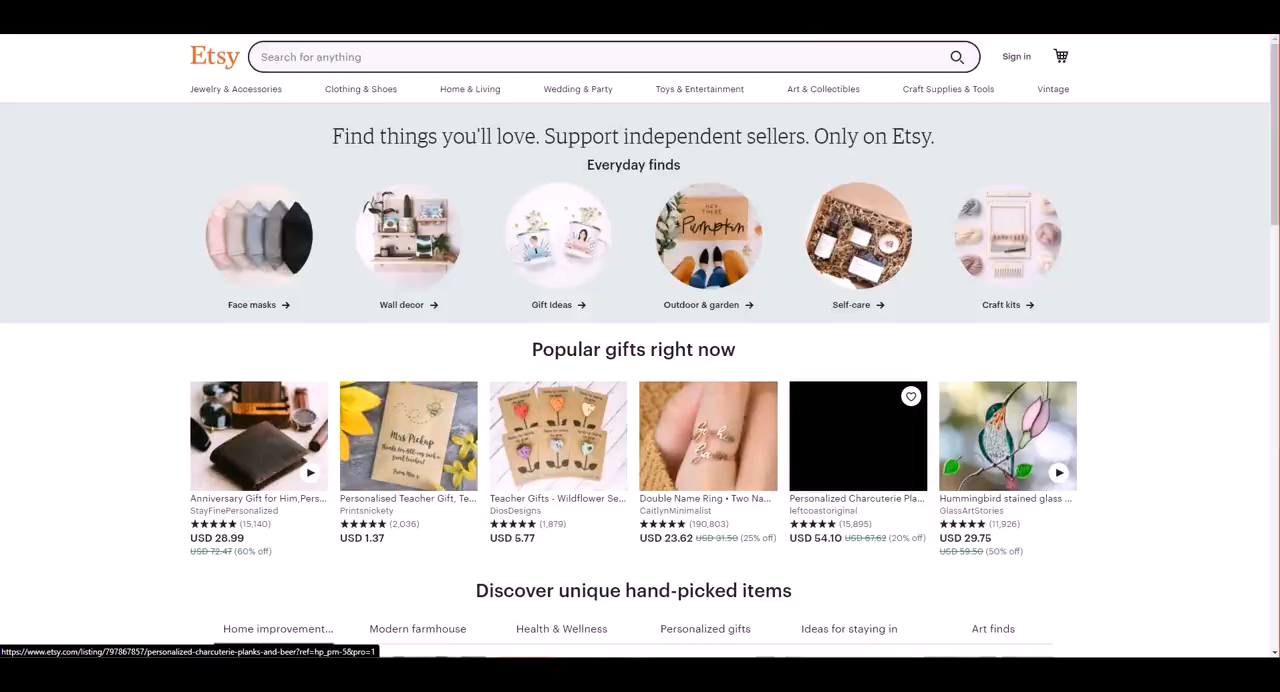 Etsy
Search for anything
Sign in
Jewelry & Accessories
Clothing & Shoes
Home & Living
Wedding & Party
Toys & Entertainment
Art & Collectibles
Craft Supplies & Tools
Vintage
Find things you'll love. Support independent sellers. Only on Etsy.
Everyday finds
HEY THERE
Pumpkin
Face masks
Wall decor
Gift Ideas
Outdoor & garden
Self-care
Craft kits
Popular gifts right now
Mrs Pickup
Anniversary Gift for Him,Pers...
StayFinePersonalized
(15,140)
USD 28.99
USD 72.47 (60% off)
Personalised Teacher Gift, Te...
Printsnickety
(2,036)
USD 1.37
Teacher Gifts - Wildflower Se...
DiosDesigns
(1,879)
USD 5.77
Double Name Ring • Two Na...
CaitlynMinimalist
(190,803)
USD 23.62 USD 31.50 (25% off)
Personalized Charcuterie Pla...
leftcoastoriginal
(15,895)
USD 54.10 USD 67.62 (20% off)
Hummingbird stained glass ...
GlassArtStories
(11,926)
USD 29.75
USD 59.50 (50% off)
Discover unique hand-picked items
Home improvement...
Modern farmhouse
Health & Wellness
Personalized gifts
Ideas for staying in
Art finds
https://www.etsy.com/listing/797867857/personalized-charcuterie-planks-and-beer?ref=hp_prn-5&pro=1